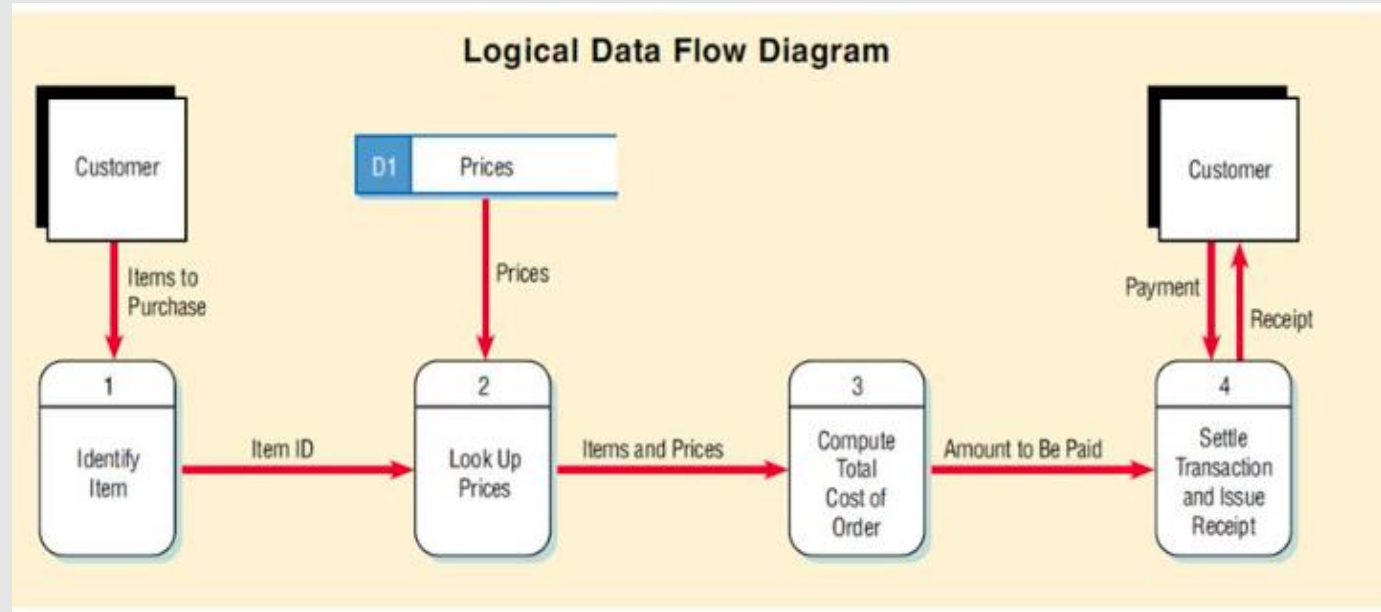 Logical Data Flow Diagram
Customer
D1 Prices
Customer
Items to
Purchase
Prices
Payment
Receipt
1
Identify
Item
Item ID
2
Look Up
Prices
Items and Prices
3
Compute
Total
Cost of
Order
Amount to Be Paid
4
Settle
Transaction
and Issue
Receipt